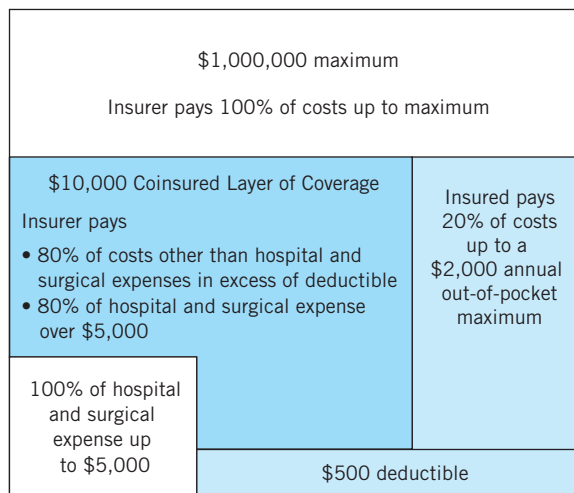 $1,000,000 maximum
Insurer pays 100% of costs up to maximum
$10,000 Coinsured Layer of Coverage
Insurer pays
• 80% of costs other than hospital and
surgical expenses in excess of deductible
• 80% of hospital and surgical expense
over $5,000
Insured pays
20% of costs
up to a
$2,000 annual
out-of-pocket
maximum
100% of hospital
and surgical
expense up
to $5,000
$500 deductible